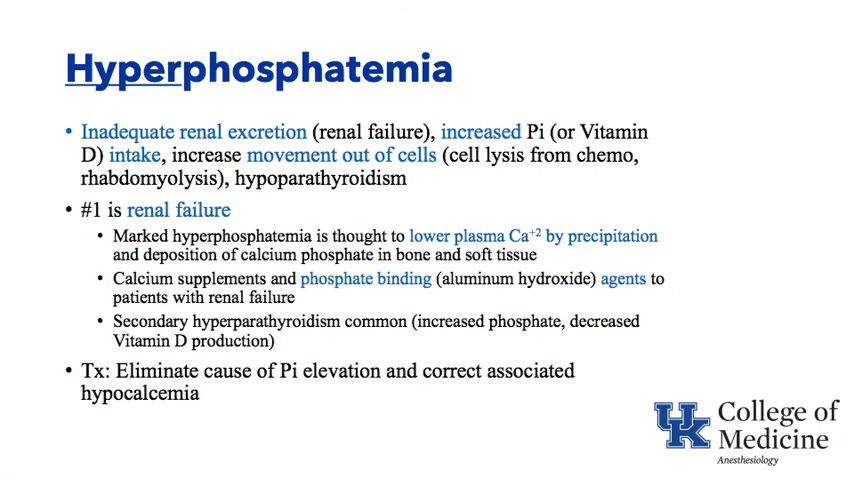 Hyperphosphatemia
• Inadequate renal excretion (renal failure), increased Pi (or Vitamin
D) intake, increase movement out of cells (cell lysis from chemo,
rhabdomyolysis), hypoparathyroidism
• #1 is renal failure
• Marked hyperphosphatemia is thought to lower plasma Ca+2 by precipitation
and deposition of calcium phosphate in bone and soft tissue
• Calcium supplements and phosphate binding (aluminum hydroxide) agents to
patients with renal failure
• Secondary hyperparathyroidism common (increased phosphate, decreased
Vitamin D production)
• Tx: Eliminate cause of Pi elevation and correct associated
hypocalcemia
UK College of
Medicine
Anesthesiology